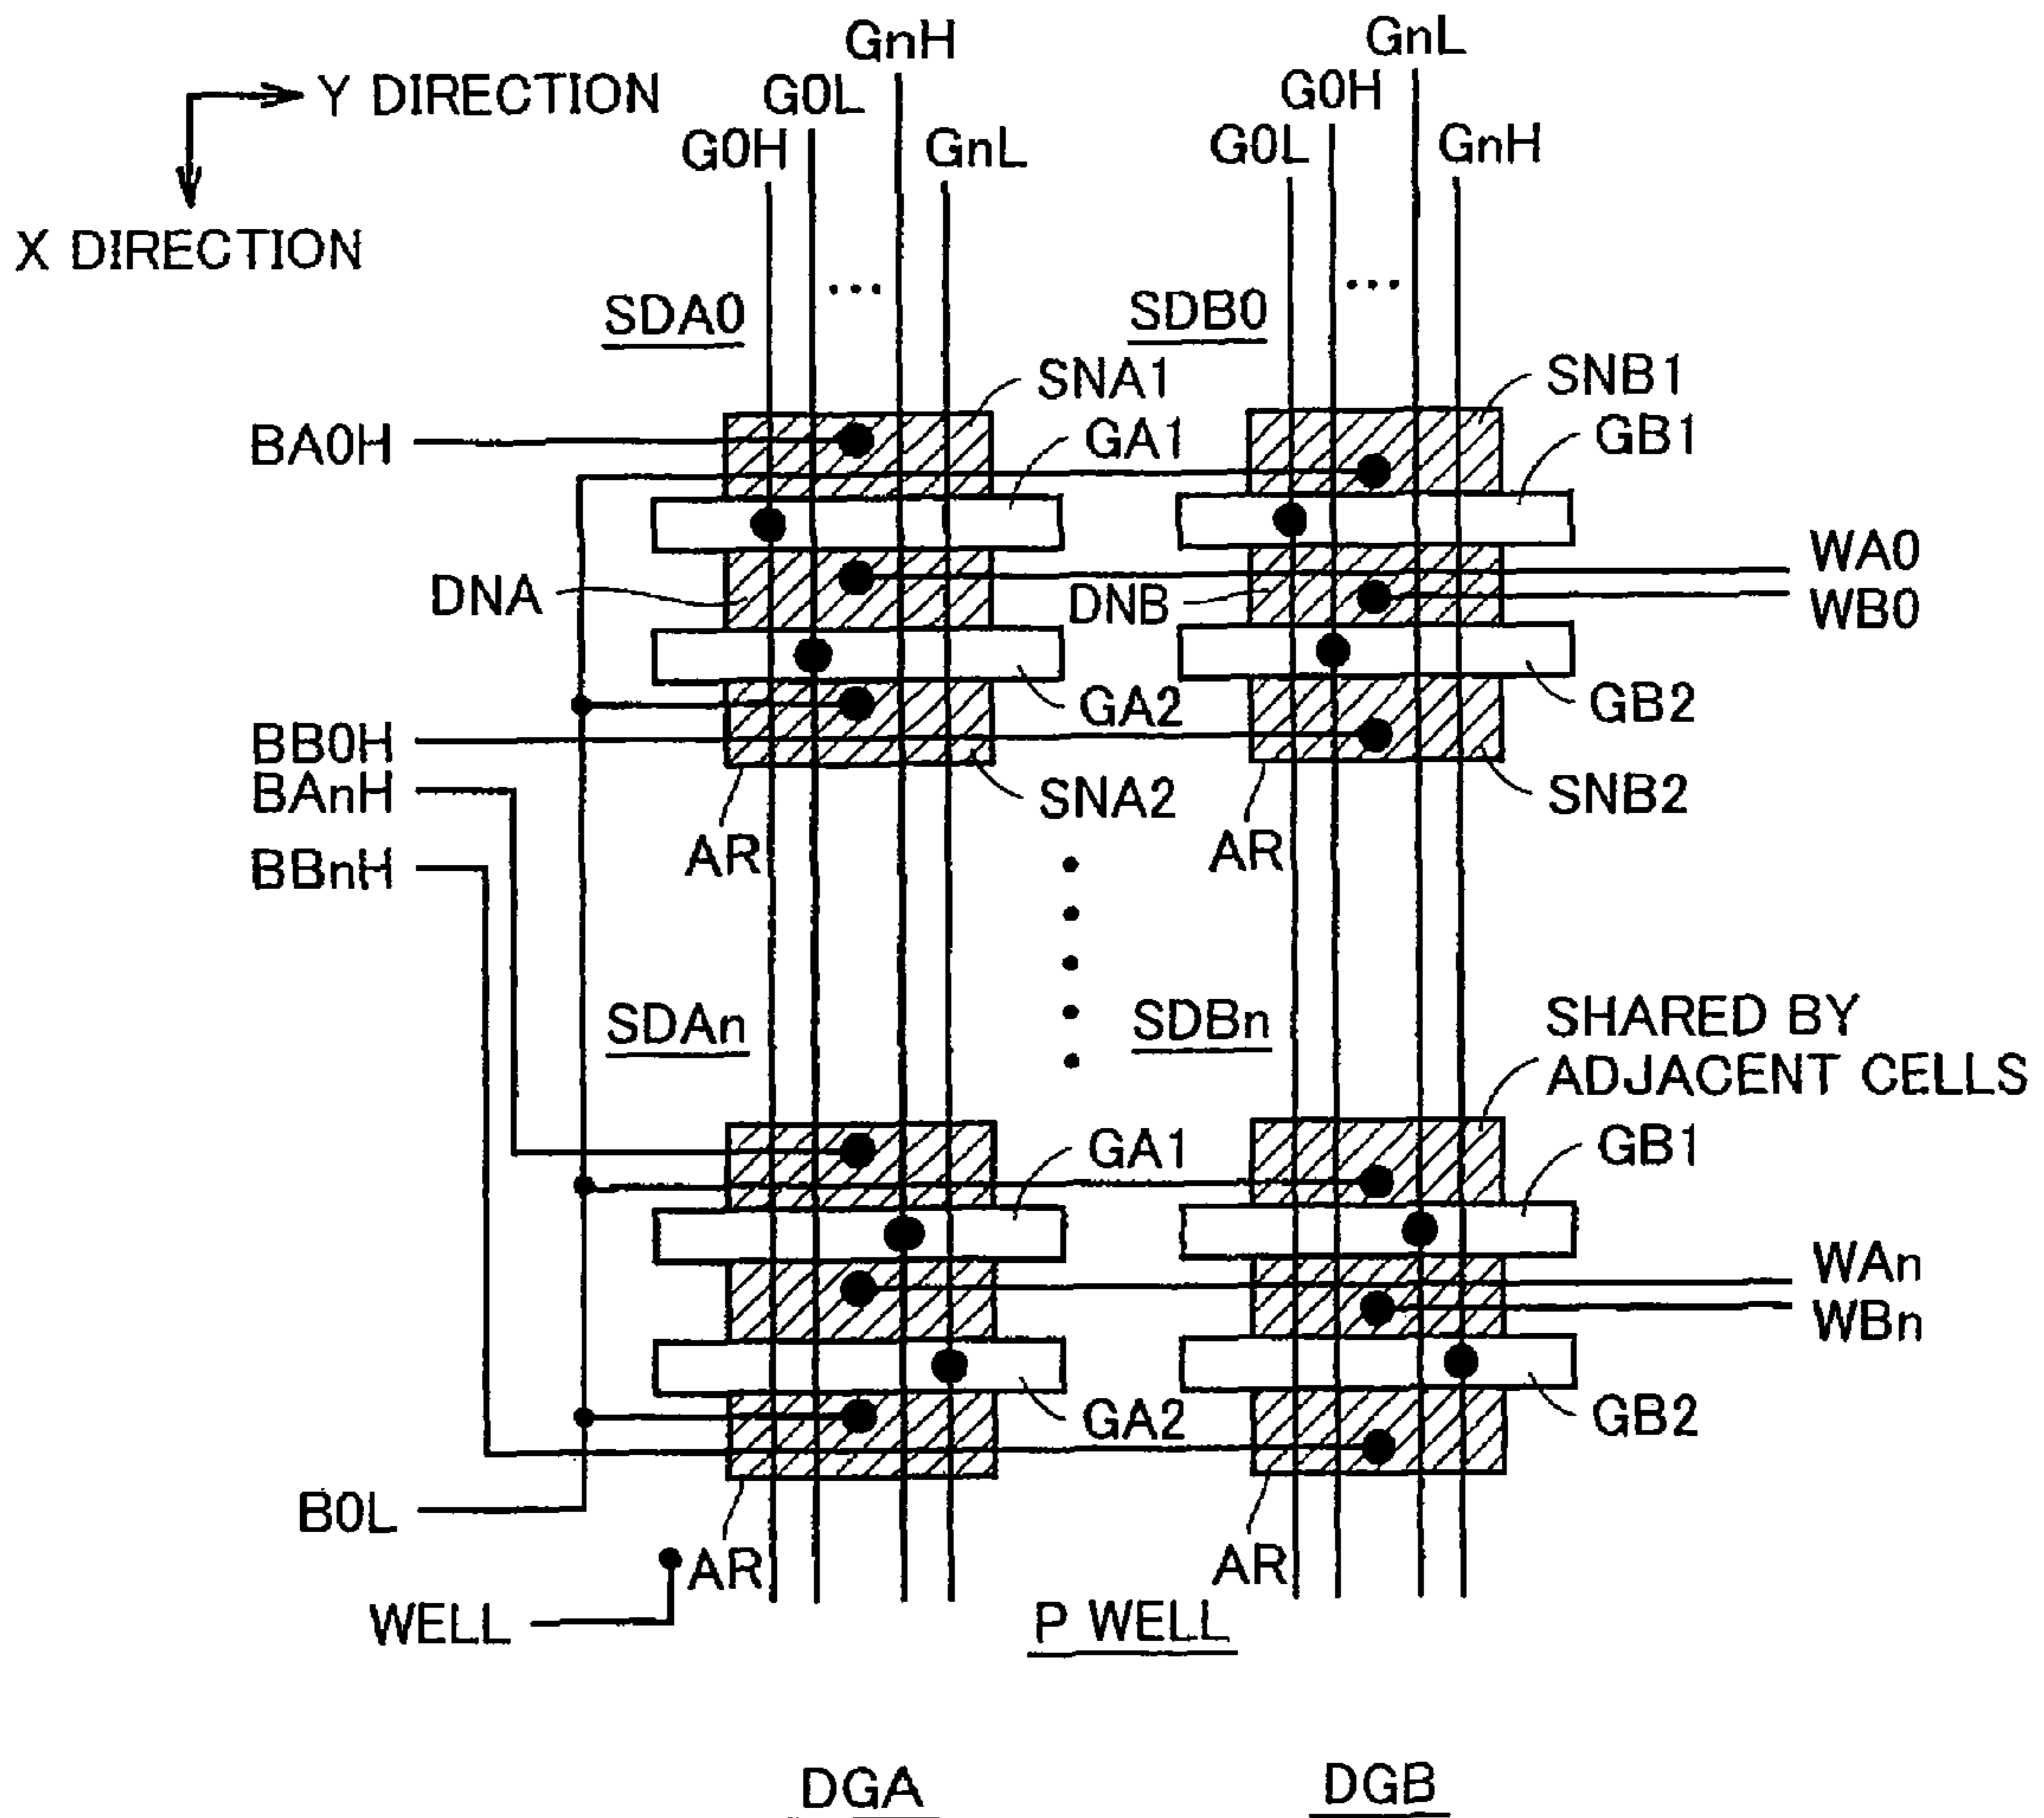 GnH
GnL
Y DIRECTION
G0L
G0H
G0H
GnL
G0L
GnH
X DIRECTION
...
...
SDA0
SDB0
SNA1
SNB1
BA0H
GA1
GB1
WA0
DNA
DNB
WB0
GA2
GB2
BB0H
BAnH
SNA2
SNB2
AR
AR
BBnH
SDAn
SDBn
SHARED BY
ADJACENT CELLS
GA1
GB1
WAn
WBn
GA2
GB2
B0L
AR
AR
WELL
P WELL
DGA
DGB